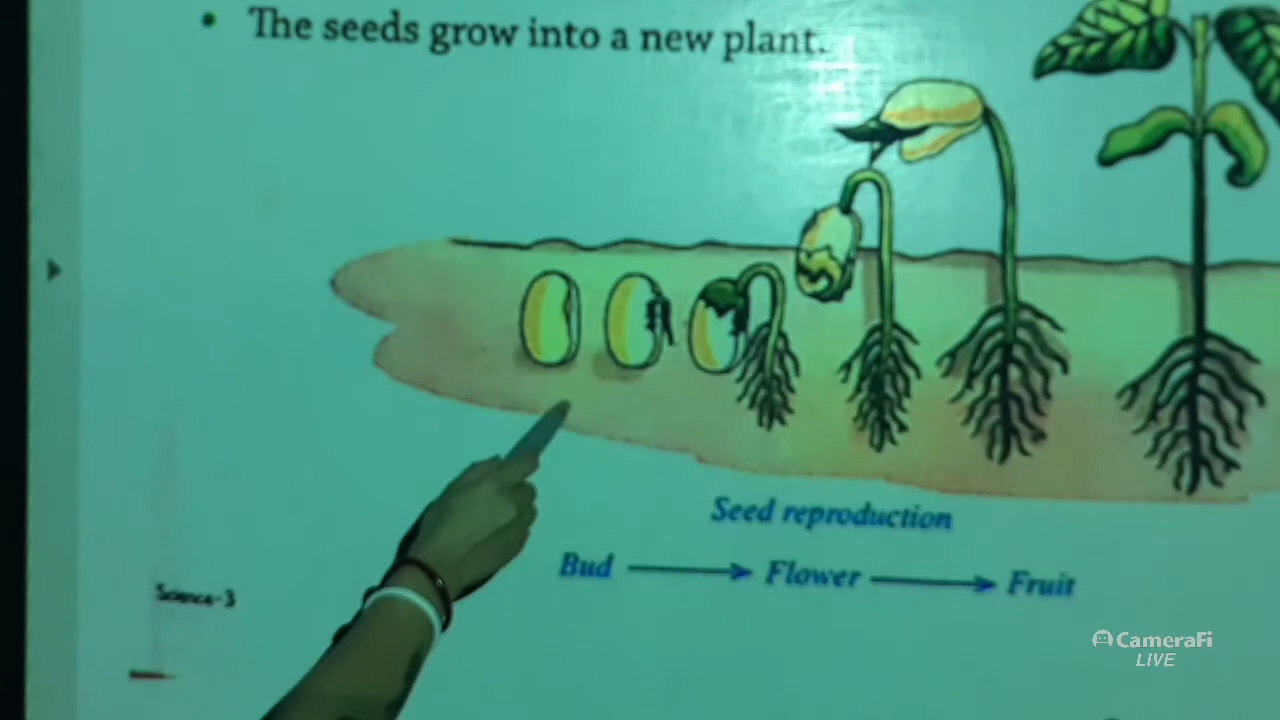 • The seeds grow into a new plant.
Seed reproduction
Bud → Flower → Fruit
Science-3
CameraFi
LIVE